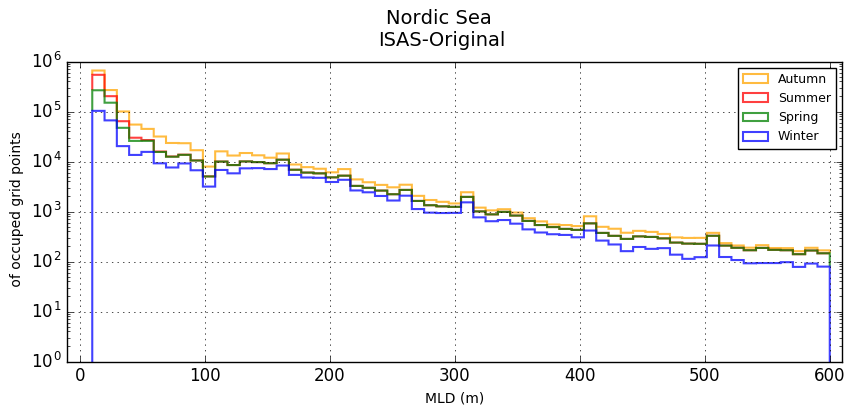 Nordic Sea
ISAS-Original
10^6
10^5
10^4
10^3
10^2
10^1
10^0
of occuped grid points
Autumn
Summer
Spring
Winter
0 100 200 300 400 500 600
MLD (m)